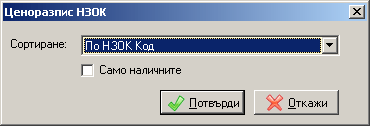 Ценоразпис НЗОК
Сортиране: По НЗОК Код
Само наличните
Потвърди Откажи